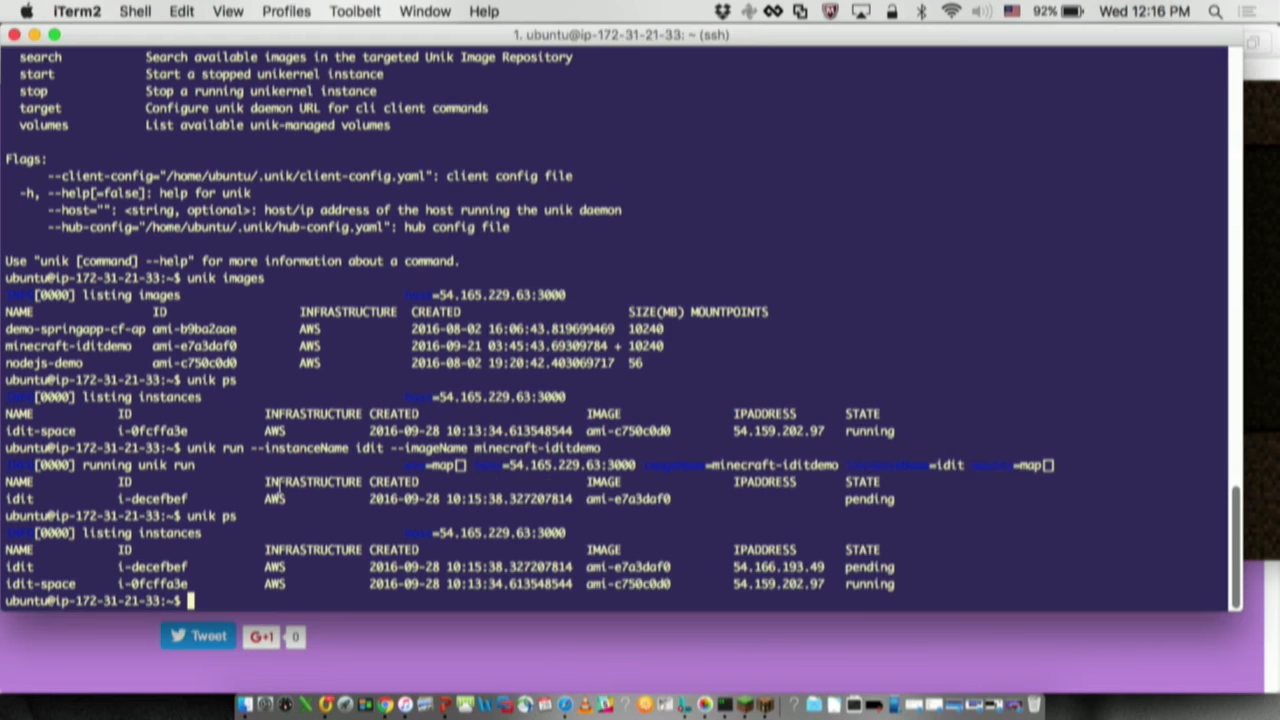 iTerm2 Shell Edit View Profiles Toolbelt Window Help 92% Wed 12:16 PM
1. ubuntu@ip-172-31-21-33: ~ (ssh)
search Search available images in the targeted Unik Image Repository
start Start a stopped unikernel instance
stop Stop a running unikernel instance
target Configure unik daemon URL for cli client commands
volumes List available unik-managed volumes
Flags:
--client-config="/home/ubuntu/.unik/client-config.yaml": client config file
-h, --help[=false]: help for unik
--host="": <string, optional>: host/ip address of the host running the unik daemon
--hub-config="/home/ubuntu/.unik/hub-config.yaml": hub config file
Use "unik [command] --help" for more information about a command.
ubuntu@ip-172-31-21-33:~$ unik images
[0000] listing images =54.165.229.63:3000
NAME ID INFRASTRUCTURE CREATED SIZE(MB) MOUNTPOINTS
demo-springapp-cf-ap ami-b9ba2aae AWS 2016-08-02 16:06:43.819699469 10240
minecraft-iditdemo ami-e7a3daf0 AWS 2016-09-21 03:45:43.69309784 + 10240
nodejs-demo ami-c750c0d0 AWS 2016-08-02 19:20:42.403069717 56
ubuntu@ip-172-31-21-33:~$ unik ps
[0000] listing instances =54.165.229.63:3000
NAME ID INFRASTRUCTURE CREATED IMAGE IPADDRESS STATE
idit-space i-0fcffa3e AWS 2016-09-28 10:13:34.613548544 ami-c750c0d0 54.159.202.97 running
ubuntu@ip-172-31-21-33:~$ unik run --instanceName idit --imageName minecraft-iditdemo
[0000] running unik run =map[] =54.165.229.63:3000 =minecraft-iditdemo =idit =map[]
NAME ID INFRASTRUCTURE CREATED IMAGE IPADDRESS STATE
idit i-decefbef AWS 2016-09-28 10:15:38.327207814 ami-e7a3daf0 pending
ubuntu@ip-172-31-21-33:~$ unik ps
[0000] listing instances =54.165.229.63:3000
NAME ID INFRASTRUCTURE CREATED IMAGE IPADDRESS STATE
idit i-decefbef AWS 2016-09-28 10:15:38.327207814 ami-e7a3daf0 54.166.193.49 pending
idit-space i-0fcffa3e AWS 2016-09-28 10:13:34.613548544 ami-c750c0d0 54.159.202.97 running
ubuntu@ip-172-31-21-33:~$
Tweet G+1 0